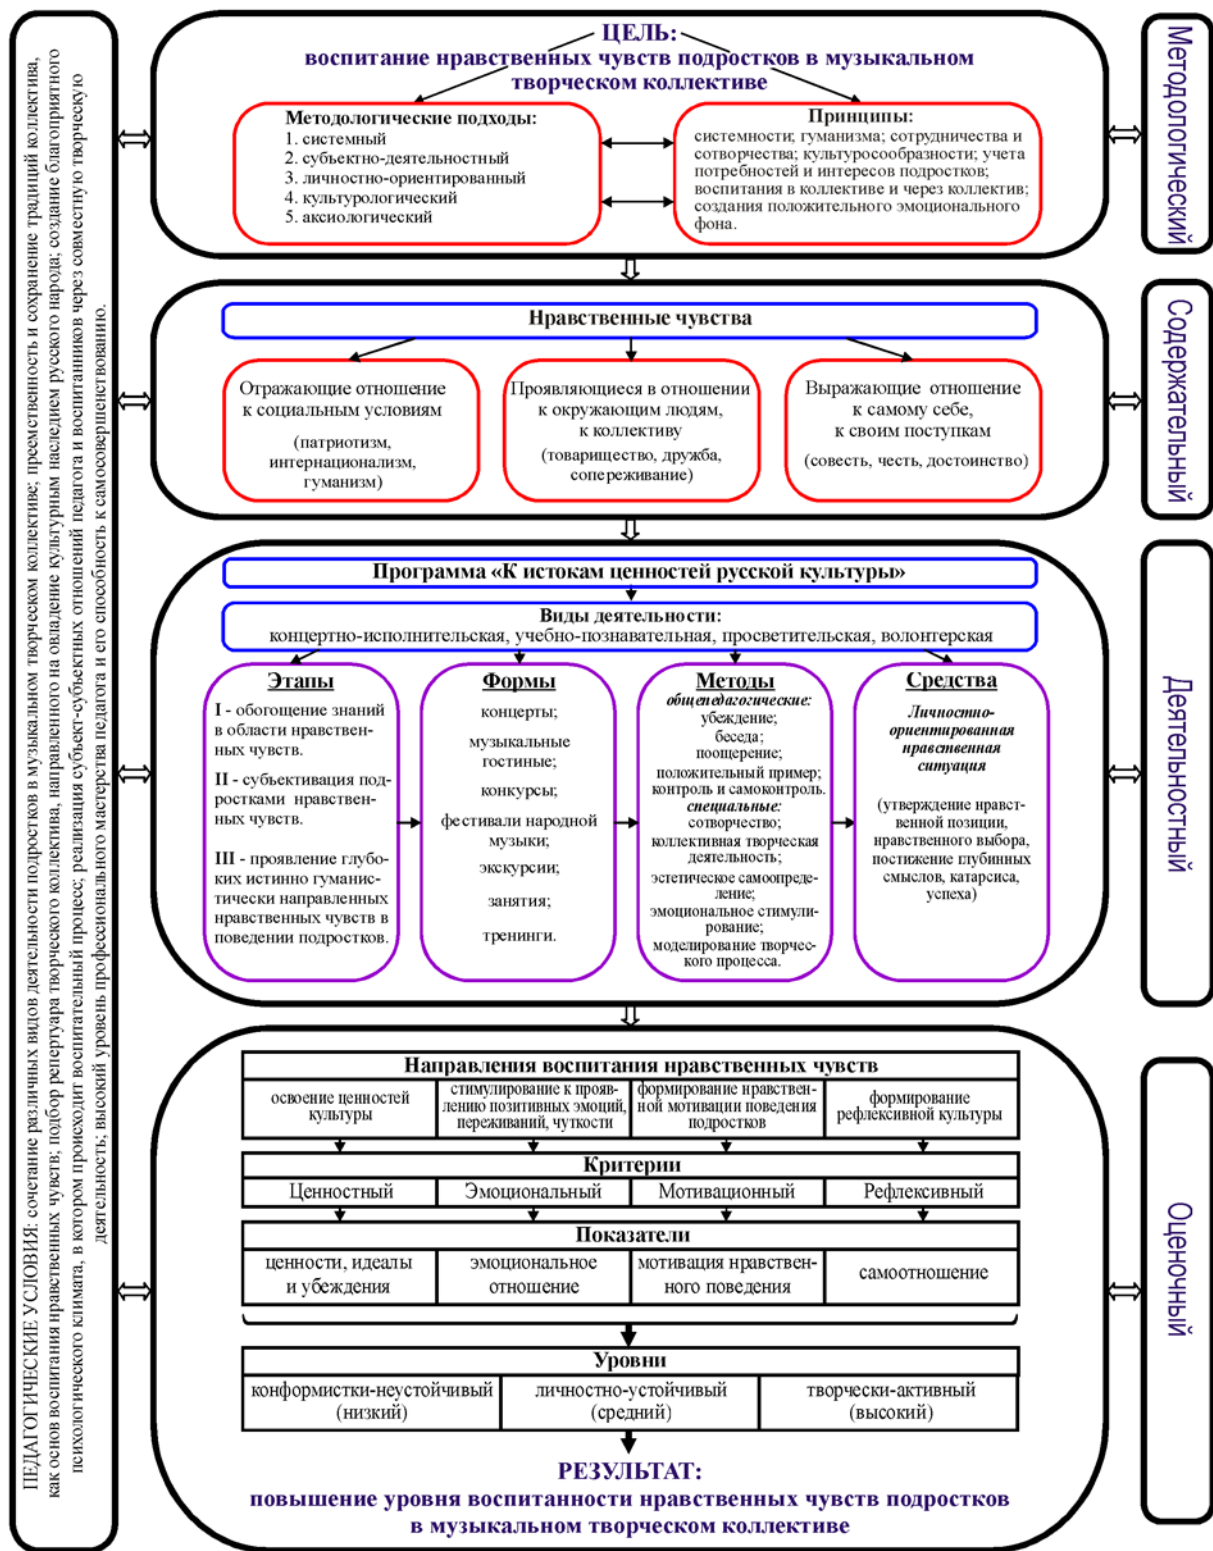 ПЕДАГОГИЧЕСКИЕ УСЛОВИЯ: сочетание различных видов деятельности подростков в музыкальном творческом коллективе; преемственность и сохранение традиций коллектива,
как основ воспитания нравственных чувств; подбор репертуара творческого коллектива, направленного на овладение культурным наследием русского народа; создание благоприятного
психологического климата, в котором происходит воспитательный процесс; реализация субъект-субъектных отношений педагога и воспитанников через совместную творческую
деятельность; высокий уровень профессионального мастерства педагога и его способность к самосовершенствованию.
ЦЕЛЬ:
воспитание нравственных чувств подростков в музыкальном
творческом коллективе
Методологические подходы:
1. системный
2. субъектно-деятельностный
3. личностно-ориентированный
4. культурологический
5. аксиологический
Принципы:
системности; гуманизма; сотрудничества и
сотворчества; культуросообразности; учета
потребностей и интересов подростков;
воспитания в коллективе и через коллектив;
создания положительного эмоционального
фона.
Методологический
Нравственные чувства
Отражающие отношение
к социальным условиям
(патриотизм,
интернационализм,
гуманизм)
Проявляющиеся в отношении
к окружающим людям,
к коллективу
(товарищество, дружба,
сопереживание)
Выражающие отношение
к самому себе,
к своим поступкам
(совесть, честь, достоинство)
Содержательный
Программа «К истокам ценностей русской культуры»
Виды деятельности:
концертно-исполнительская, учебно-познавательная, просветительская, волонтерская
Этапы
I - обогощение знаний
в области нравствен-
ных чувств.
II - субъективация под-
ростками нравствен-
ных чувств.
III - проявление глубо-
ких истинно гуманис-
тически направленных
нравственных чувств в
поведении подростков.
Формы
концерты;
музыкальные
гостиные;
конкурсы;
фестивали народной
музыки;
экскурсии;
занятия;
тренинги.
Методы
общепедагогические:
убеждение;
беседа;
поощрение;
положительный пример;
контроль и самоконтроль.
специальные:
сотворчество;
коллективная творческая
деятельность;
эстетическое самоопреде-
ление;
эмоциональное стимули-
рование;
моделирование творчес-
кого процесса.
Средства
Личностно-
ориентированная
нравственная
ситуация
(утверждение нравст-
венной позиции,
нравственного выбора,
постижение глубинных
смыслов, катарсиса,
успеха)
Деятельностный
Направления воспитания нравственных чувств
освоение ценностей
культуры
стимулирование к прояв-
лению позитивных эмоций,
переживаний, чуткости
формирование нравствен-
ной мотивации поведения
подростков
формирование
рефлексивной культуры
Критерии
Ценностный
Эмоциональный
Мотивационный
Рефлексивный
Показатели
ценности, идеалы
и убеждения
эмоциональное
отношение
мотивация нравствен-
ного поведения
самоотношение
Уровни
конформистки-неустойчивый
(низкий)
личностно-устойчивый
(средний)
творчески-активный
(высокий)
РЕЗУЛЬТАТ:
повышение уровня воспитанности нравственных чувств подростков
в музыкальном творческом коллективе
Оценочный